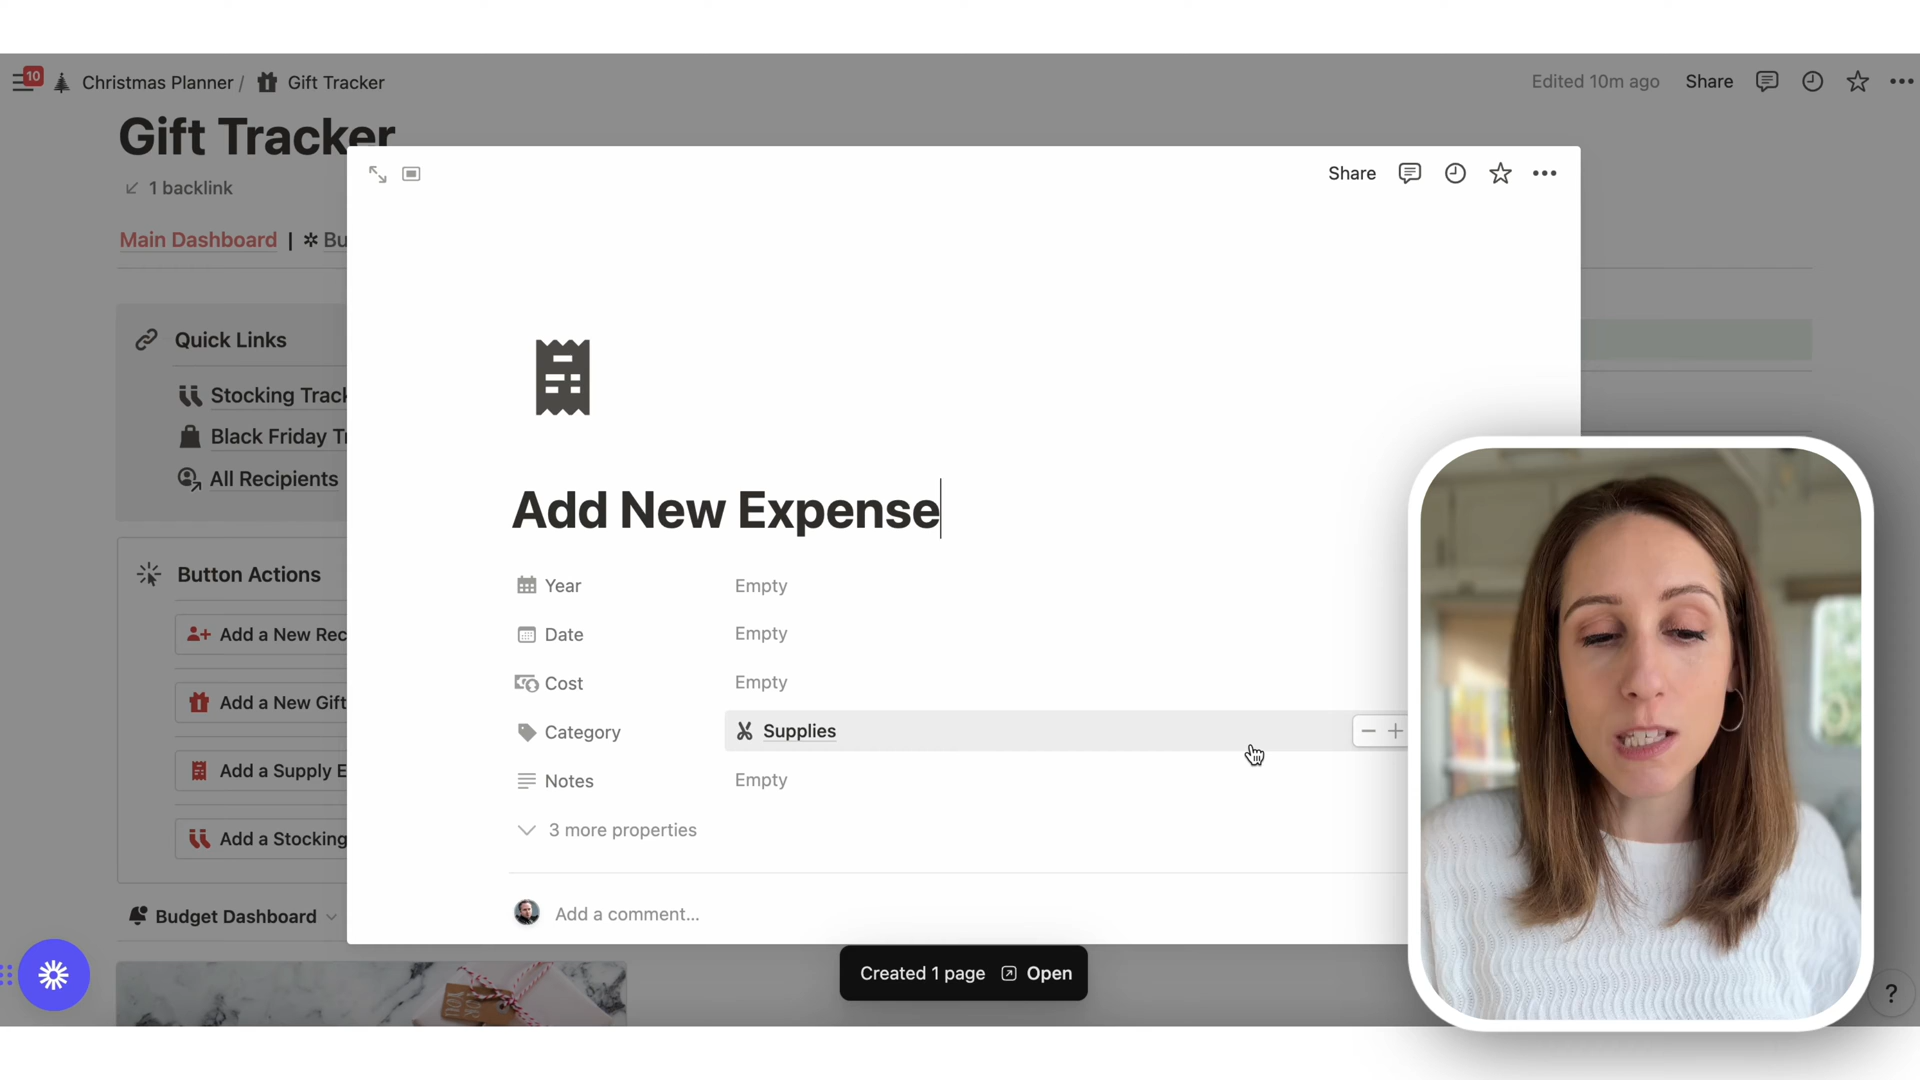 10
Christmas Planner / Gift Tracker
Edited 10m ago
Share
Gift Tracker
1 backlink
Main Dashboard | Bu
Quick Links
Stocking Track
Black Friday T
All Recipients
Button Actions
Add a New Rec
Add a New Gift
Add a Supply E
Add a Stocking
Budget Dashboard
Share
Add New Expense
Year Empty
Date Empty
Cost Empty
Category Supplies
Notes Empty
3 more properties
Add a comment...
Created 1 page Open
YOU
?